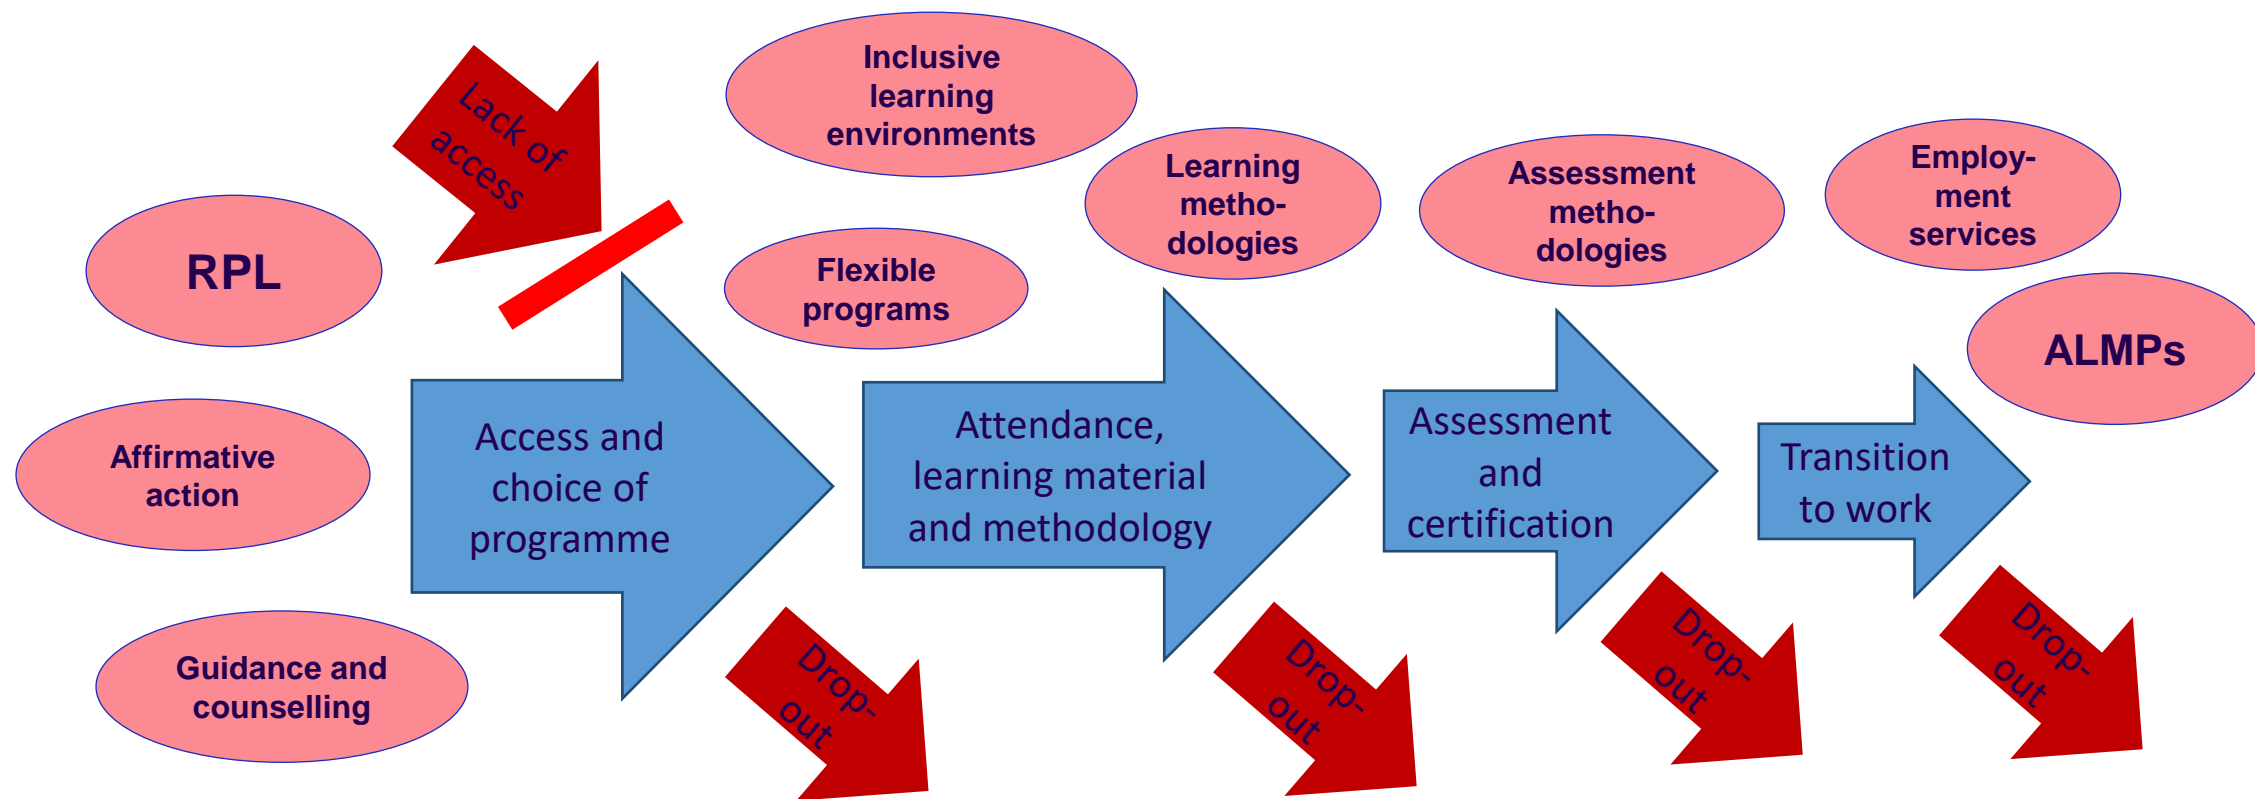 Lack of
access
Inclusive
learning
environments
Learning
metho-
dologies
Assessment
metho-
dologies
Employ-
ment
services
RPL
Flexible
programs
ALMPs
Affirmative
action
Guidance and
counselling
Access and
choice of
programme
Attendance,
learning material
and methodology
Assessment
and
certification
Transition
to work
Drop-
out
Drop-
out
Drop-
out
Drop-
out